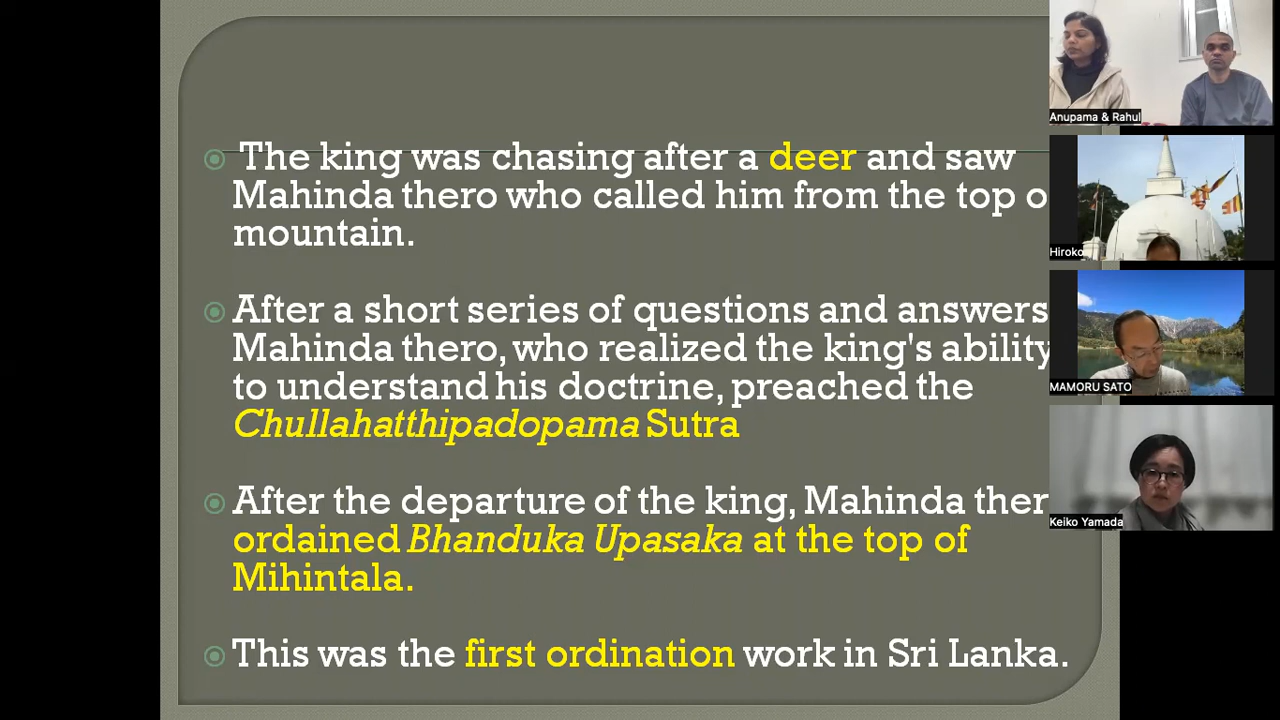 The king was chasing after a deer and saw
Mahinda thero who called him from the top
mountain.
After a short series of questions and answers
Mahinda thero, who realized the king's ability
to understand his doctrine, preached the
Chullahatthipadopama Sutra
After the departure of the king, Mahinda
ordained Bhanduka Upasaka at the top of
Mihintala.
This was the first ordination work in Sri Lanka.
Anupama & Rahul
Hiroko
MAMORU SATO
Keiko Yamada